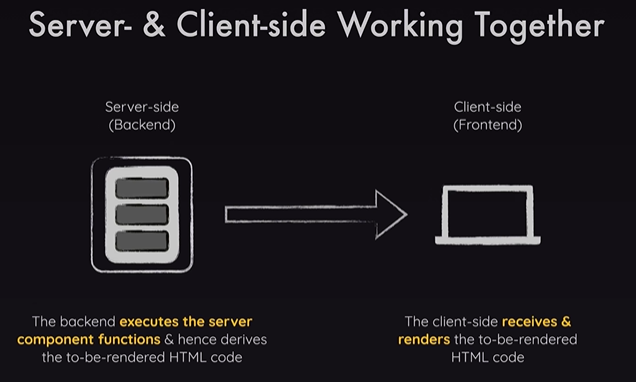 Server- & Client-side Working Together
Server-side
(Backend)
Client-side
(Frontend)
The backend executes the server
component functions & hence derives
the to-be-rendered HTML code
The client-side receives &
renders the to-be-rendered
HTML code